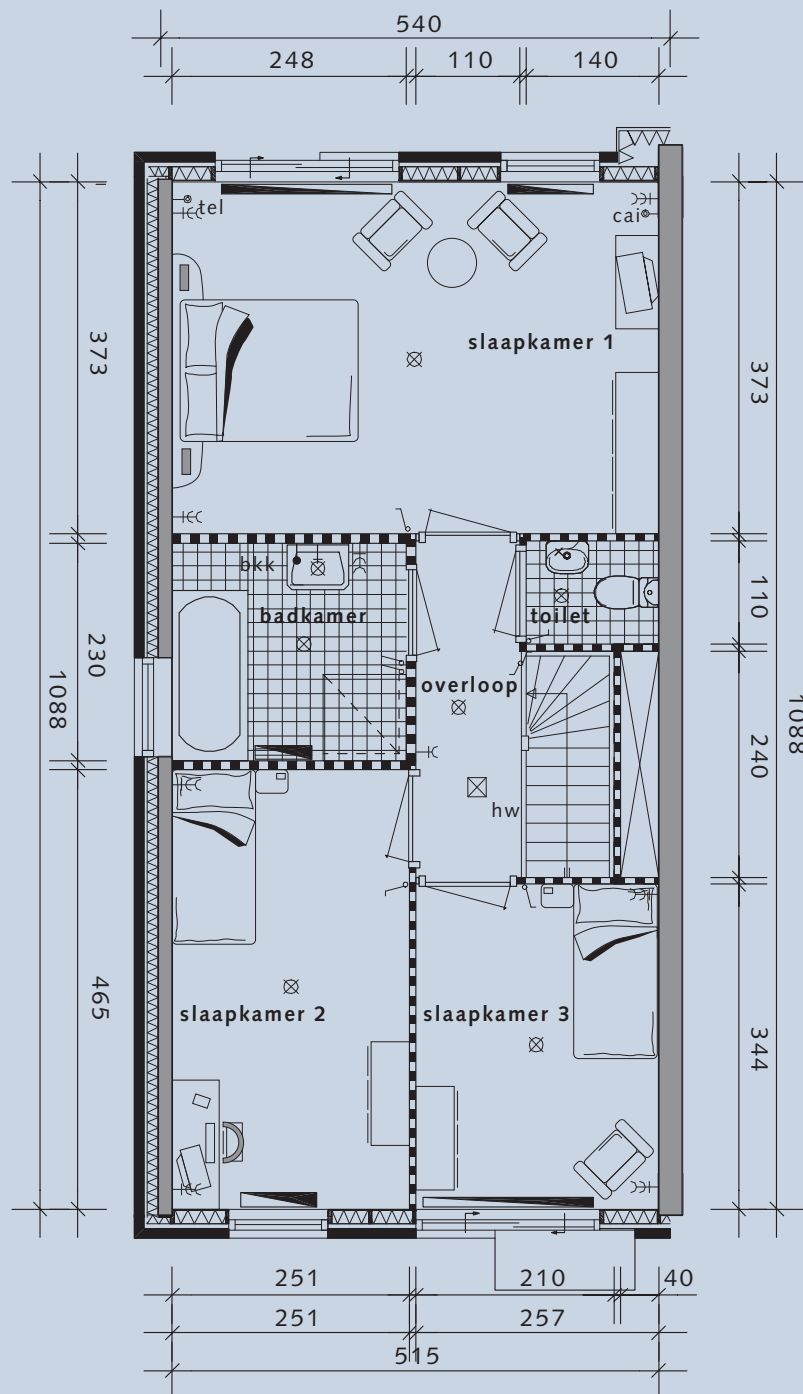 540
248 110 140
tel
cai
slaapkamer 1
373
373
bkk
badkamer
toilet
110
230
overloop
1088
1088
240
hw
465
slaapkamer 2
slaapkamer 3
344
251 210 40
251 257
515